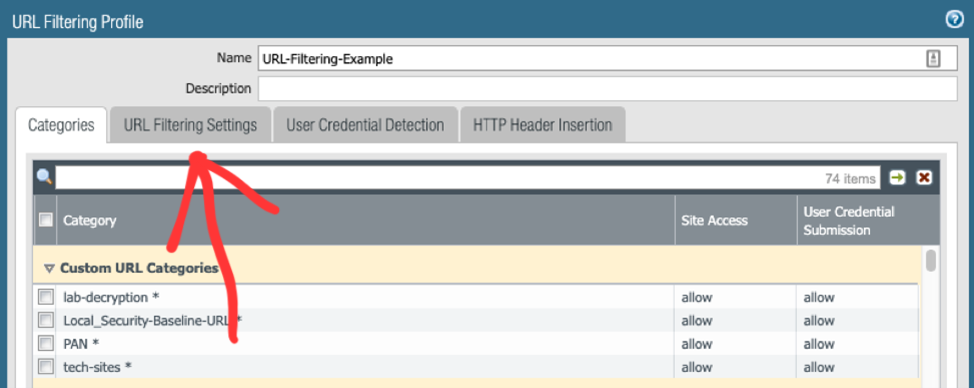 URL Filtering Profile
Name URL-Filtering-Example
Description
Categories URL Filtering Settings User Credential Detection HTTP Header Insertion
74 items
Category Site Access User Credential Submission
Custom URL Categories
lab-decryption * allow allow
Local_Security-Baseline-URL * allow allow
PAN * allow allow
tech-sites * allow allow